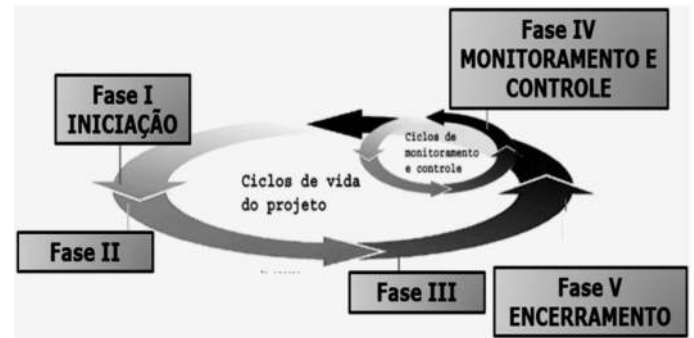 Fase I
INICIAÇÃO
Fase IV
MONITORAMENTO E
CONTROLE
Ciclos de
monitoramento
e controle
Ciclos de vida
do projeto
Fase II
Fase III
Fase V
ENCERRAMENTO